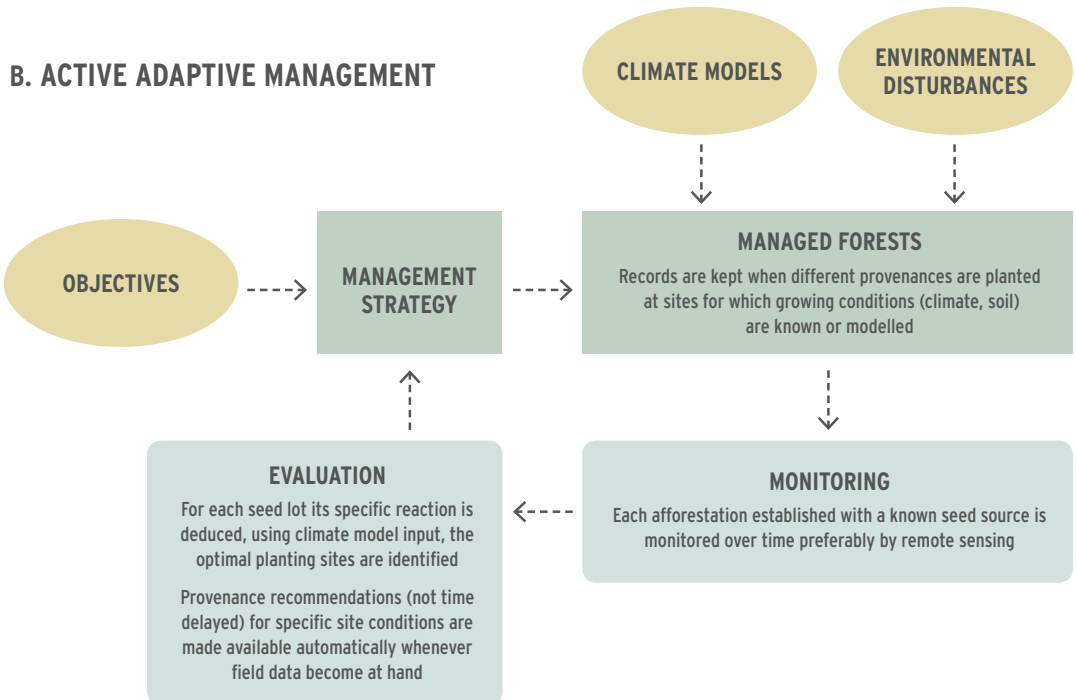 B. ACTIVE ADAPTIVE MANAGEMENT
CLIMATE MODELS
ENVIRONMENTAL
DISTURBANCES
OBJECTIVES
MANAGEMENT
STRATEGY
MANAGED FORESTS
Records are kept when different provenances are planted
at sites for which growing conditions (climate, soil)
are known or modelled
EVALUATION
For each seed lot its specific reaction is
deduced, using climate model input, the
optimal planting sites are identified
Provenance recommendations (not time
delayed) for specific site conditions are
made available automatically whenever
field data become at hand
MONITORING
Each afforestation established with a known seed source is
monitored over time preferably by remote sensing